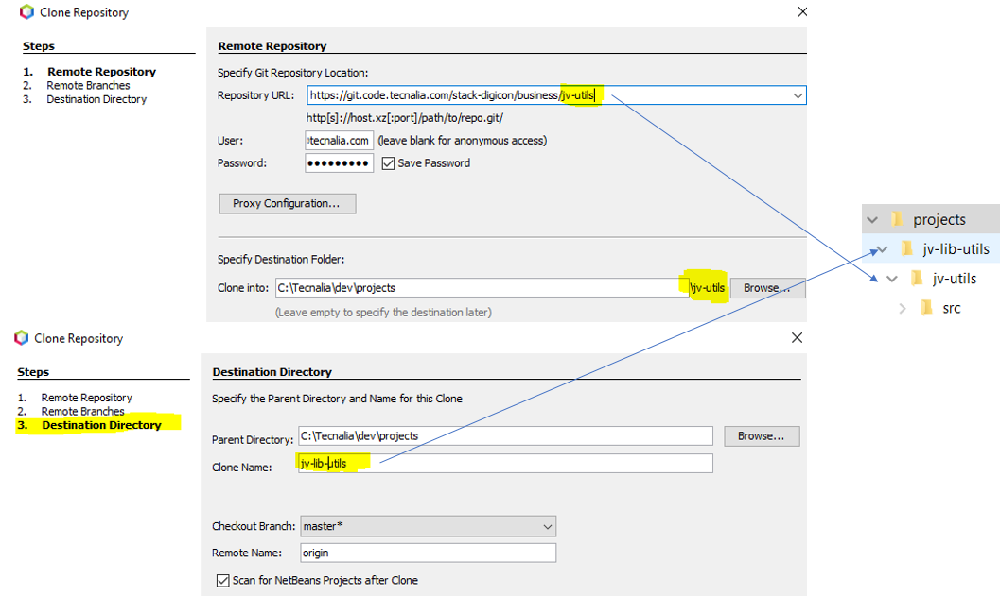 Clone Repository
Steps
1. Remote Repository
2. Remote Branches
3. Destination Directory
Remote Repository
Specify Git Repository Location:
Repository URL: https://git.code.tecnalia.com/stack-digicon/business/jv-utils
http[s]://host.xz[:port]/path/to/repo.git/
User: :tecnalia.com (leave blank for anonymous access)
Password: ●●●●●●●●● Save Password
Proxy Configuration...
Specify Destination Folder:
Clone into: C:\Tecnalia\dev\projects \jv-utils Browse...
(Leave empty to specify the destination later)
Clone Repository
Steps
1. Remote Repository
2. Remote Branches
3. Destination Directory
Destination Directory
Specify the Parent Directory and Name for this Clone
Parent Directory: C:\Tecnalia\dev\projects Browse...
Clone Name: jv-lib-utils
Checkout Branch: master*
Remote Name: origin
Scan for NetBeans Projects after Clone
projects
jv-lib-utils
jv-utils
src